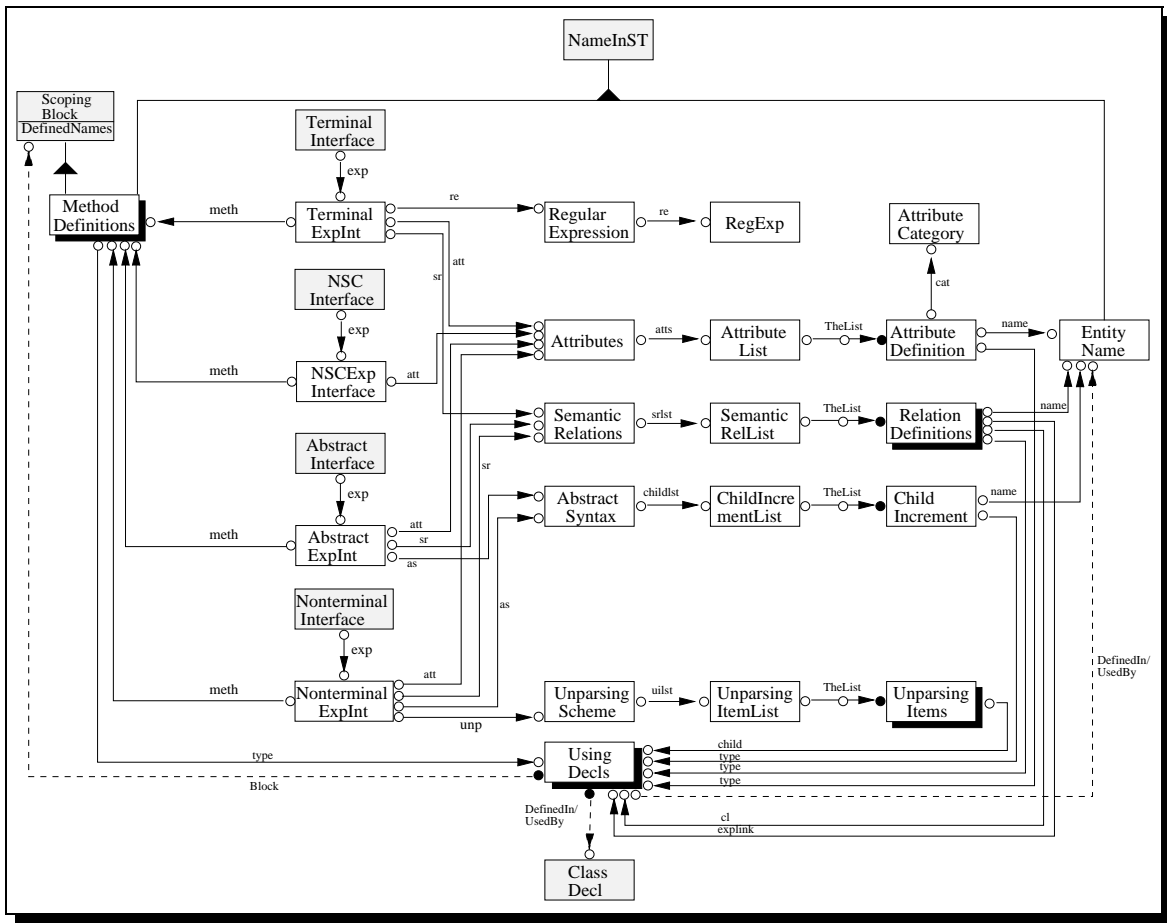 NameInST
Scoping
Block
DefinedNames
Terminal
Interface
exp
Method
Definitions
meth
Terminal
ExpInt
re
Regular
Expression
re
RegExp
Attribute
Category
att
sr
cat
NSC
Interface
exp
Attributes
atts
Attribute
List
TheList
Attribute
Definition
name
Entity
Name
meth
NSCExp
Interface
att
Semantic
Relations
srlst
Semantic
RelList
TheList
Relation
Definitions
name
Abstract
Interface
exp
sr
Abstract
Syntax
childlst
ChildIncre
mentList
TheList
Child
Increment
name
meth
Abstract
ExpInt
att
sr
as
as
Nonterminal
Interface
exp
DefinedIn/
UsedBy
meth
Nonterminal
ExpInt
att
unp
Unparsing
Scheme
uilst
Unparsing
ItemList
TheList
Unparsing
Items
type
Block
Using
Decls
child
type
type
type
DefinedIn/
UsedBy
cl
explink
Class
Decl